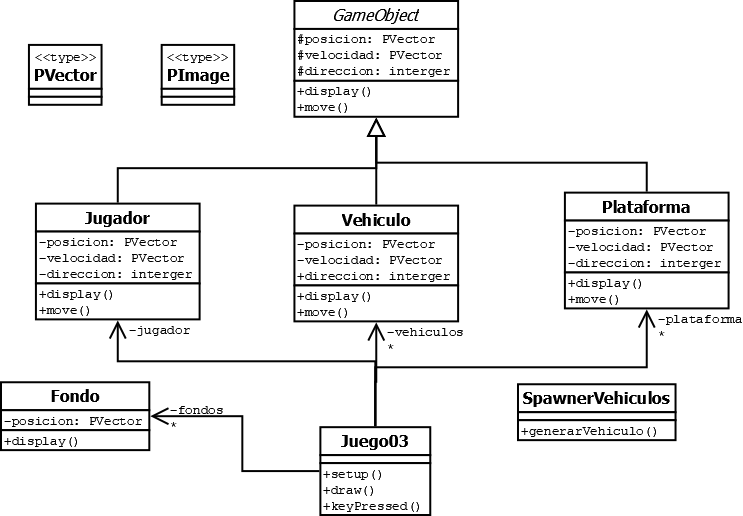 GameObject
#posicion: PVector
#velocidad: PVector
#direccion: interger
+display()
+move()
<<type>>
PVector
<<type>>
PImage
Jugador
-posicion: PVector
-velocidad: PVector
-direccion: interger
+display()
+move()
Vehiculo
-posicion: PVector
-velocidad: PVector
+direccion: interger
+display()
+move()
Plataforma
-posicion: PVector
-velocidad: PVector
-direccion: interger
+display()
+move()
-jugador
-vehiculos
*
-plataforma
*
Fondo
-posicion: PVector
+display()
-fondos
*
Juego03
+setup()
+draw()
+keyPressed()
SpawnerVehiculos
+generarVehiculo()